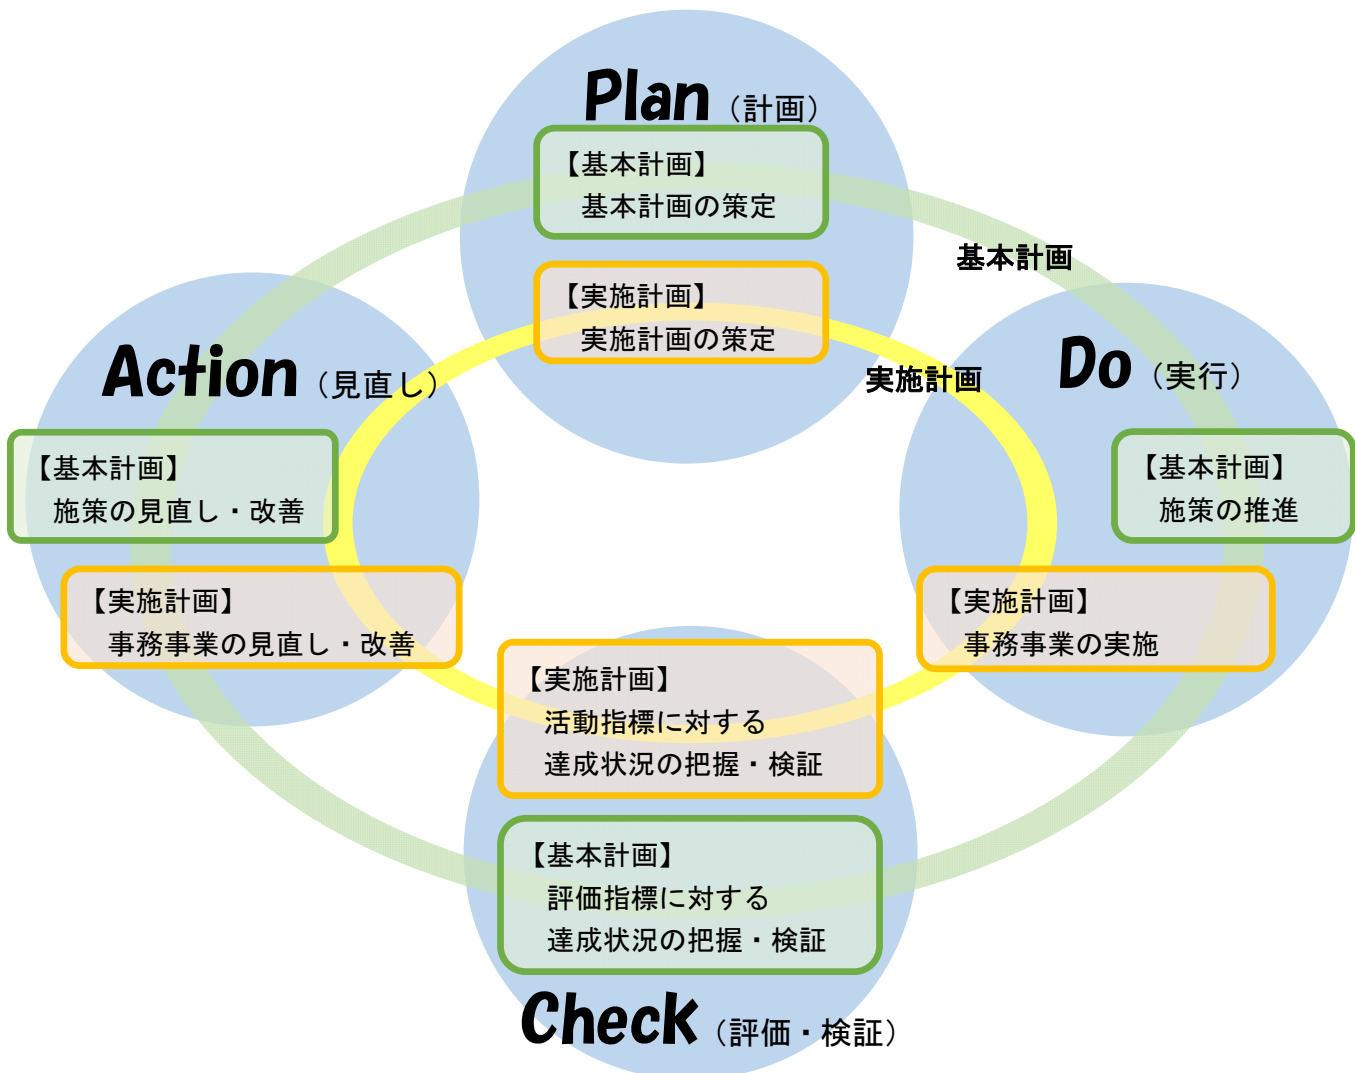 Plan（計画）
【基本計画】
基本計画の策定
【実施計画】
実施計画の策定
基本計画
実施計画
Do（実行）
【基本計画】
施策の推進
【実施計画】
事務事業の実施
Action（見直し）
【基本計画】
施策の見直し・改善
【実施計画】
事務事業の見直し・改善
【実施計画】
活動指標に対する
達成状況の把握・検証
【基本計画】
評価指標に対する
達成状況の把握・検証
Check（評価・検証）